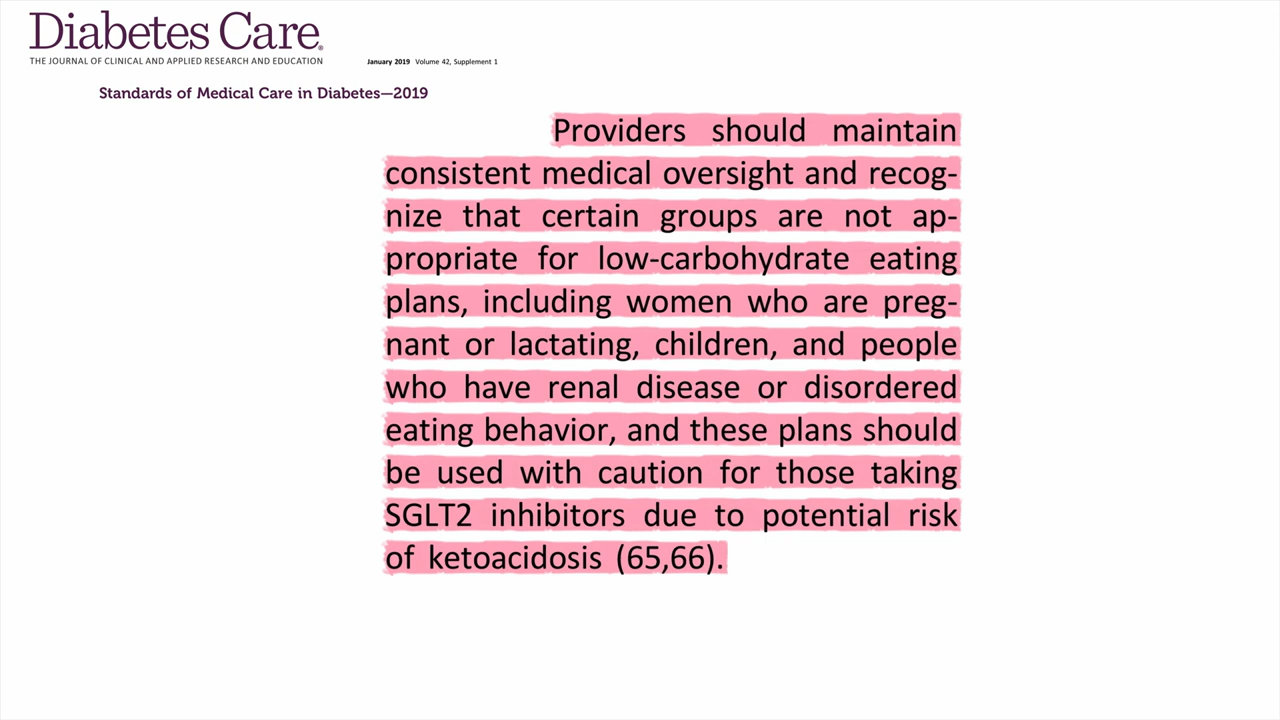 Diabetes Care®
THE JOURNAL OF CLINICAL AND APPLIED RESEARCH AND EDUCATION
January 2019 Volume 42, Supplement 1
Standards of Medical Care in Diabetes—2019
Providers should maintain
consistent medical oversight and recog-
nize that certain groups are not ap-
propriate for low-carbohydrate eating
plans, including women who are preg-
nant or lactating, children, and people
who have renal disease or disordered
eating behavior, and these plans should
be used with caution for those taking
SGLT2 inhibitors due to potential risk
of ketoacidosis (65,66).